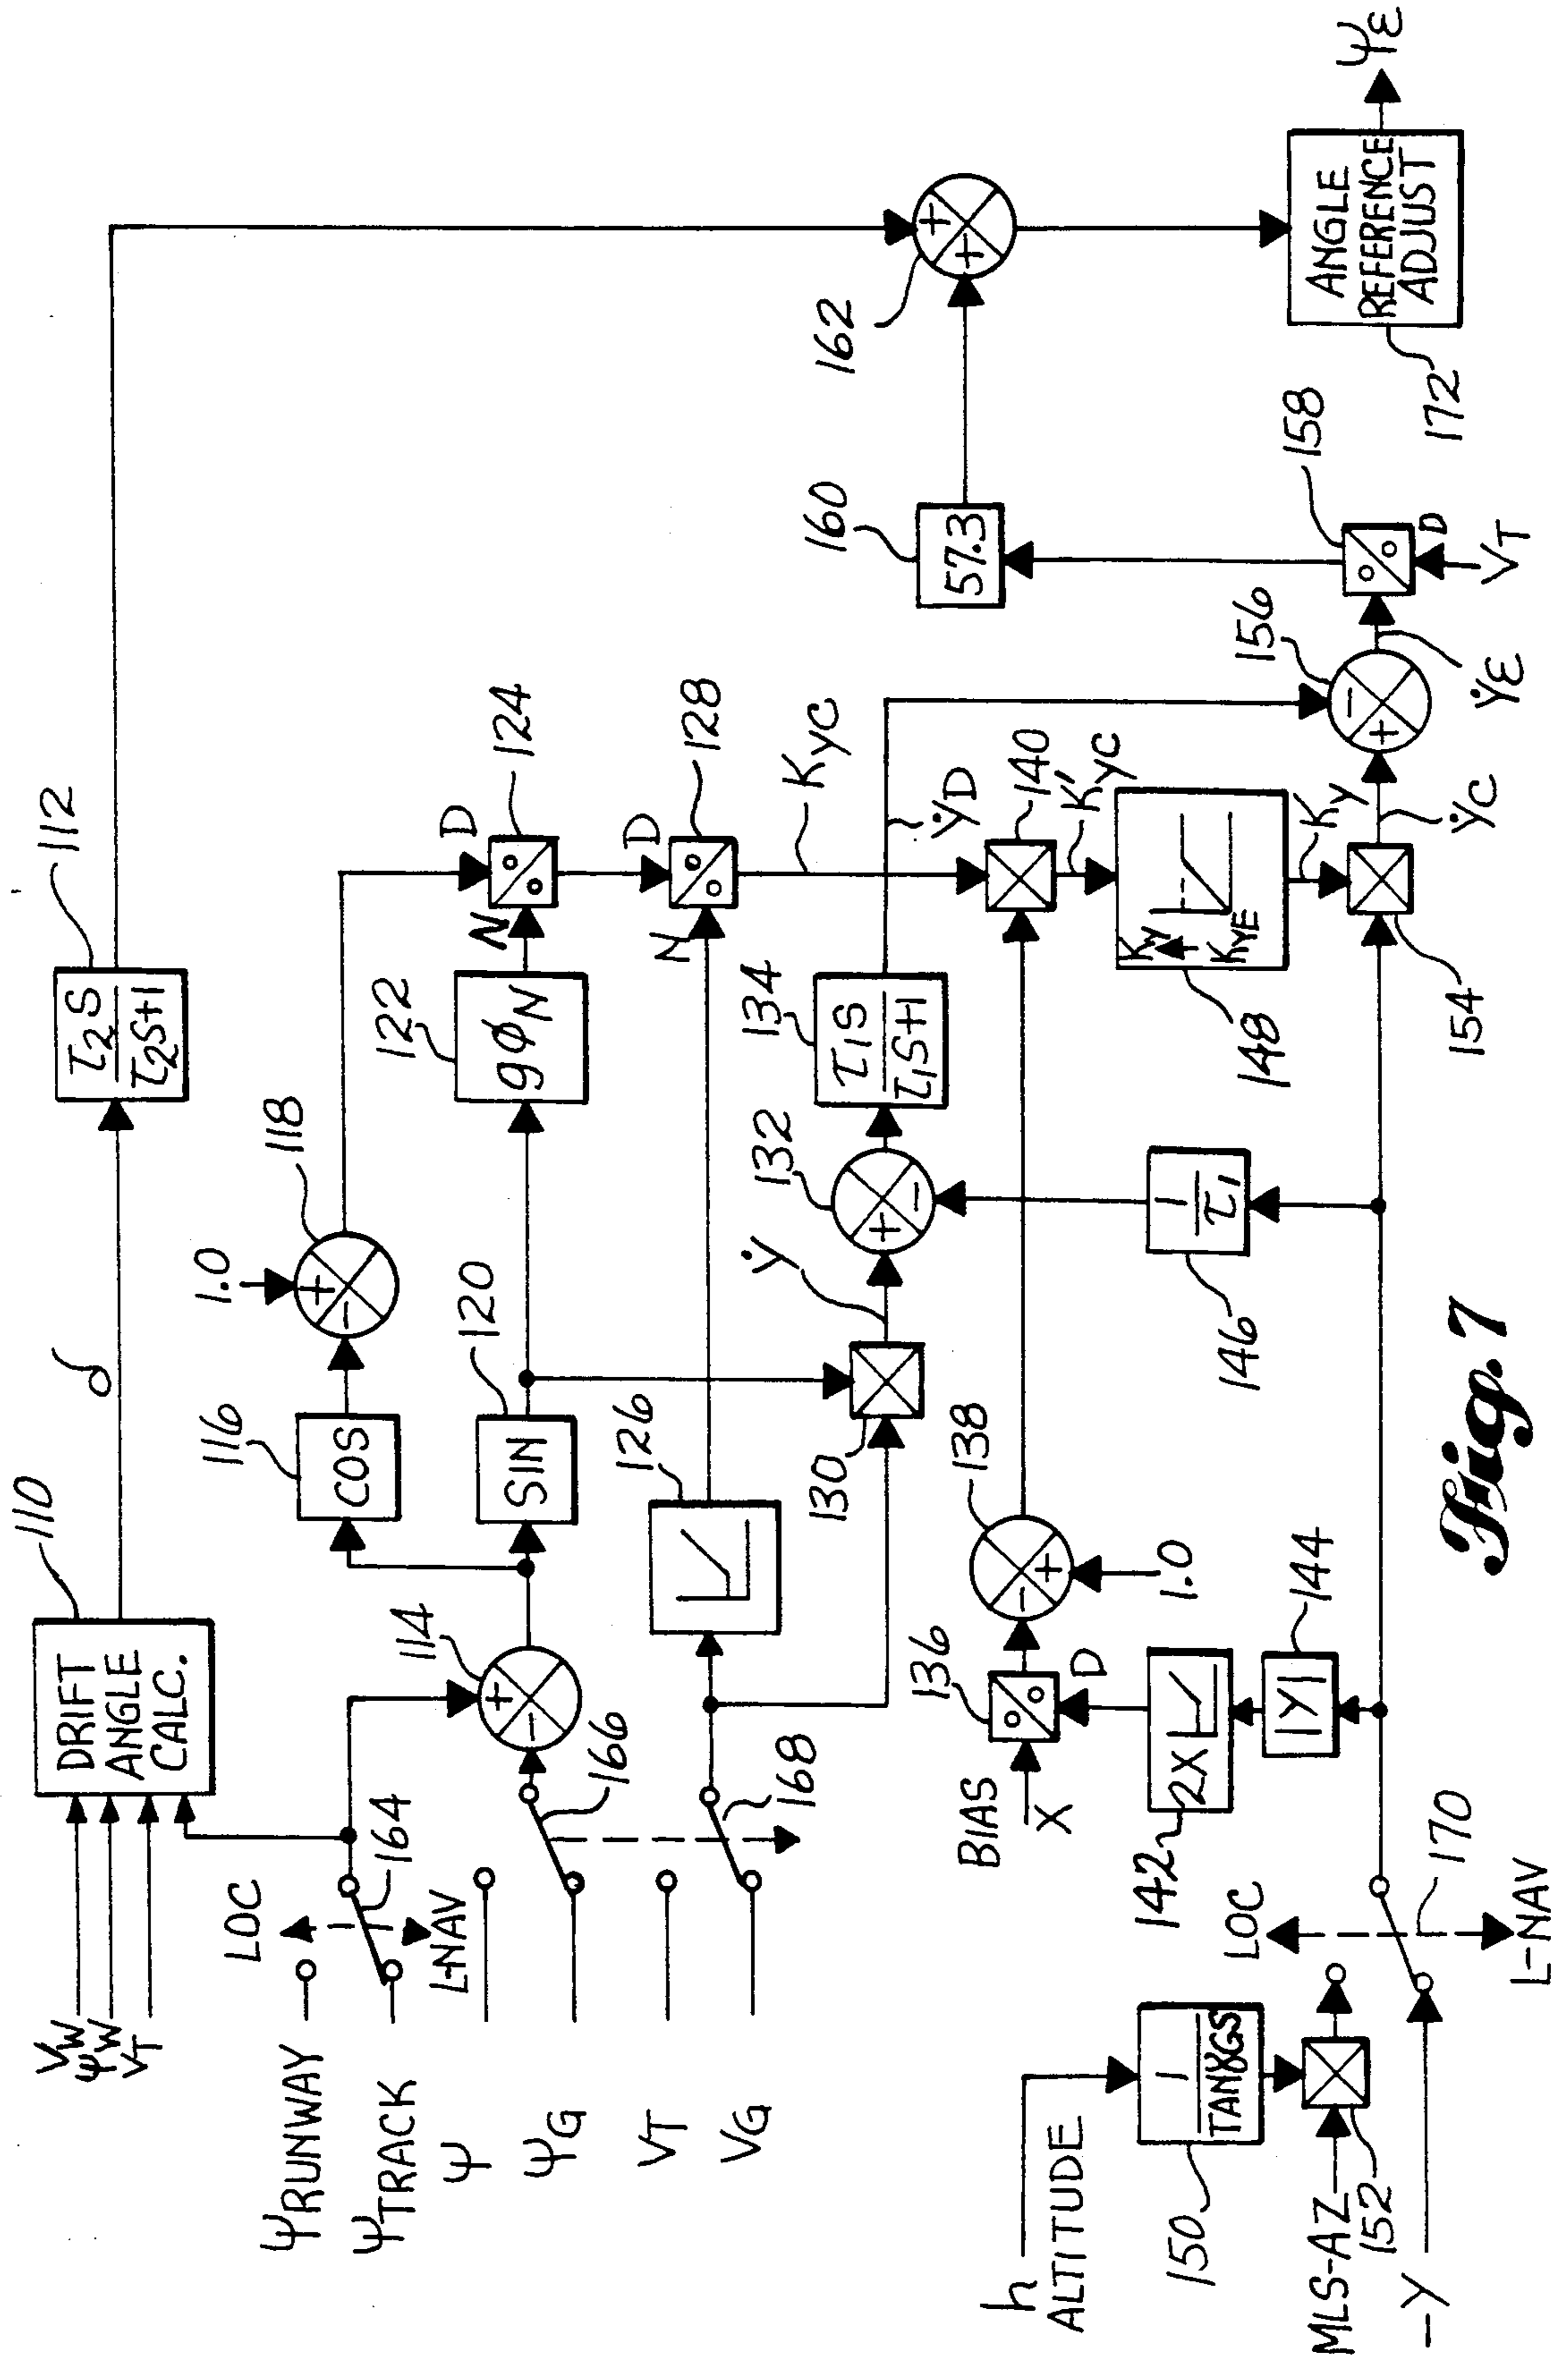 110
DRIFT
ANGLE
CALC.
VW
ψW
VT
σ
112
τ2S
τ2S+1
LOC
164
L-NAV
ψRUNWAY
ψTRACK
ψ
ψG
VT
VG
114
+
−
166
168
116
COS
1.0
118
+
−
120
SIN
122
gφN
N
D
124
126
N
D
128
KYC
130
Ẏ
132
+
−
134
τ1S
τ1S+1
ẎD
BIAS
X
136
D
138
−
+
1.0
140
K'YC
142
2X
144
|Y|
146
1
τ1
148
KY
KYE
KY
h
ALTITUDE
150
1
TANγGS
MLS-AZ
152
−Y
LOC
170
L-NAV
154
ẎC
156
−
+
ẎE
158
D
VT
160
57.3
162
+
+
ANGLE
REFERENCE
ADJUST
172
ψE
Fig. 7